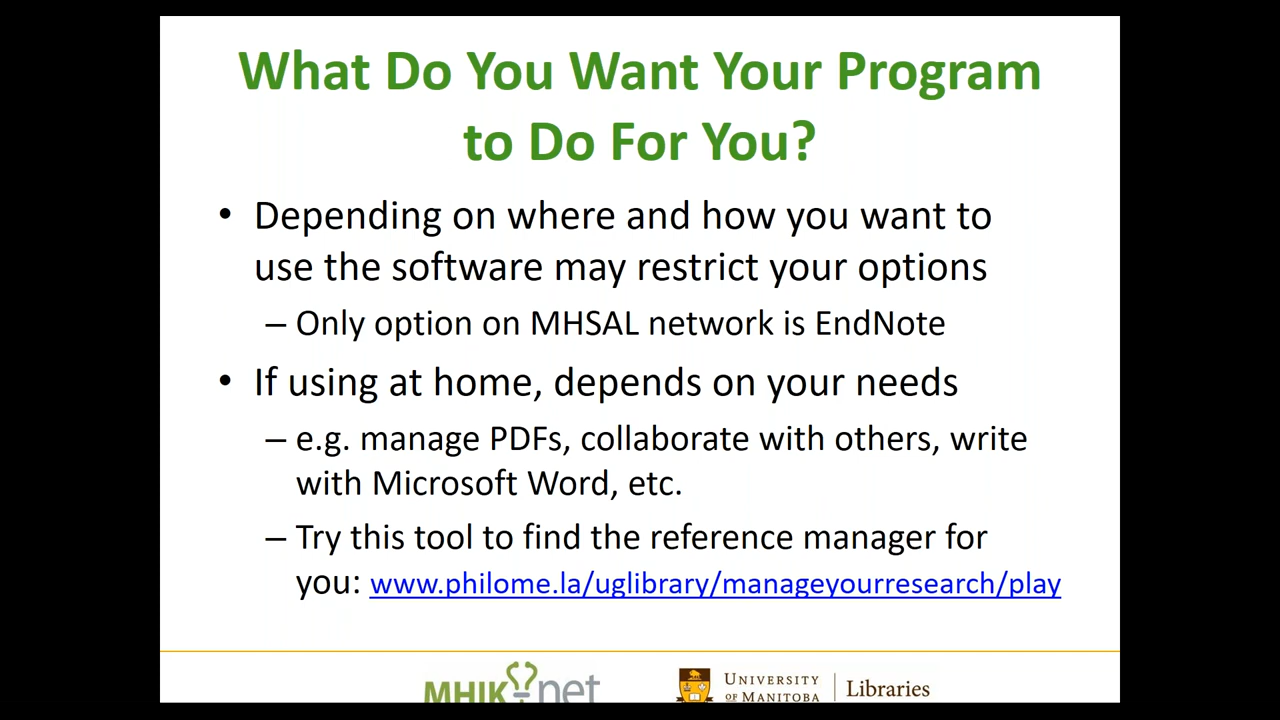 What Do You Want Your Program
to Do For You?
• Depending on where and how you want to
use the software may restrict your options
– Only option on MHSAL network is EndNote
• If using at home, depends on your needs
– e.g. manage PDFs, collaborate with others, write
with Microsoft Word, etc.
– Try this tool to find the reference manager for
you: www.philome.la/uglibrary/manageyourresearch/play
MHIKnet
UNIVERSITY
OF MANITOBA
Libraries